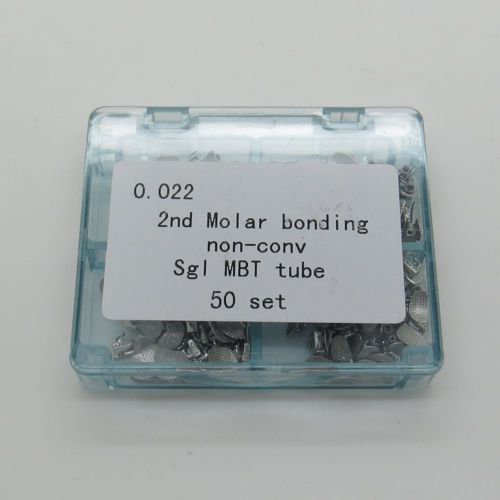 0.022
2nd Molar bonding
non-conv
Sgl MBT tube
50 set